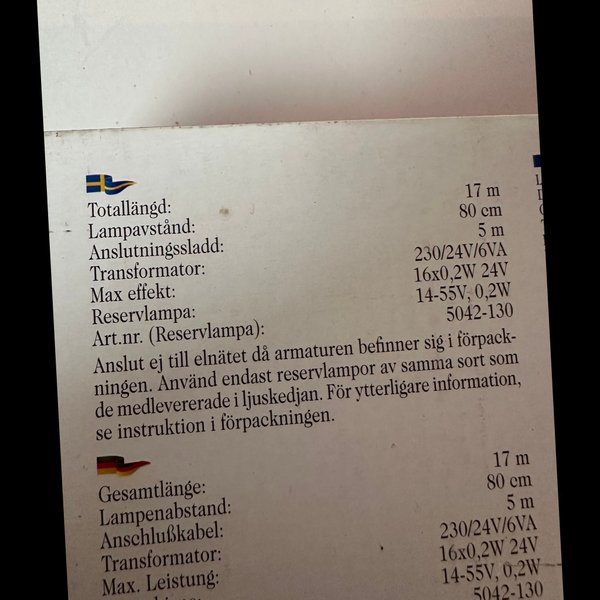 Totallängd: 17 m
Lampavstånd: 80 cm
Anslutningssladd: 5 m
Transformator: 230/24V/6VA
Max effekt: 16x0,2W 24V
Reservlampa: 14-55V, 0,2W
Art.nr. (Reservlampa): 5042-130
Anslut ej till elnätet då armaturen befinner sig i förpack-
ningen. Använd endast reservlampor av samma sort som
de medlevererade i ljuskedjan. För ytterligare information,
se instruktion i förpackningen.
Gesamtlänge: 17 m
Lampenabstand: 80 cm
Anschlußkabel: 5 m
Transformator: 230/24V/6VA
Max. Leistung: 16x0,2W 24V
14-55V, 0,2W
5042-130